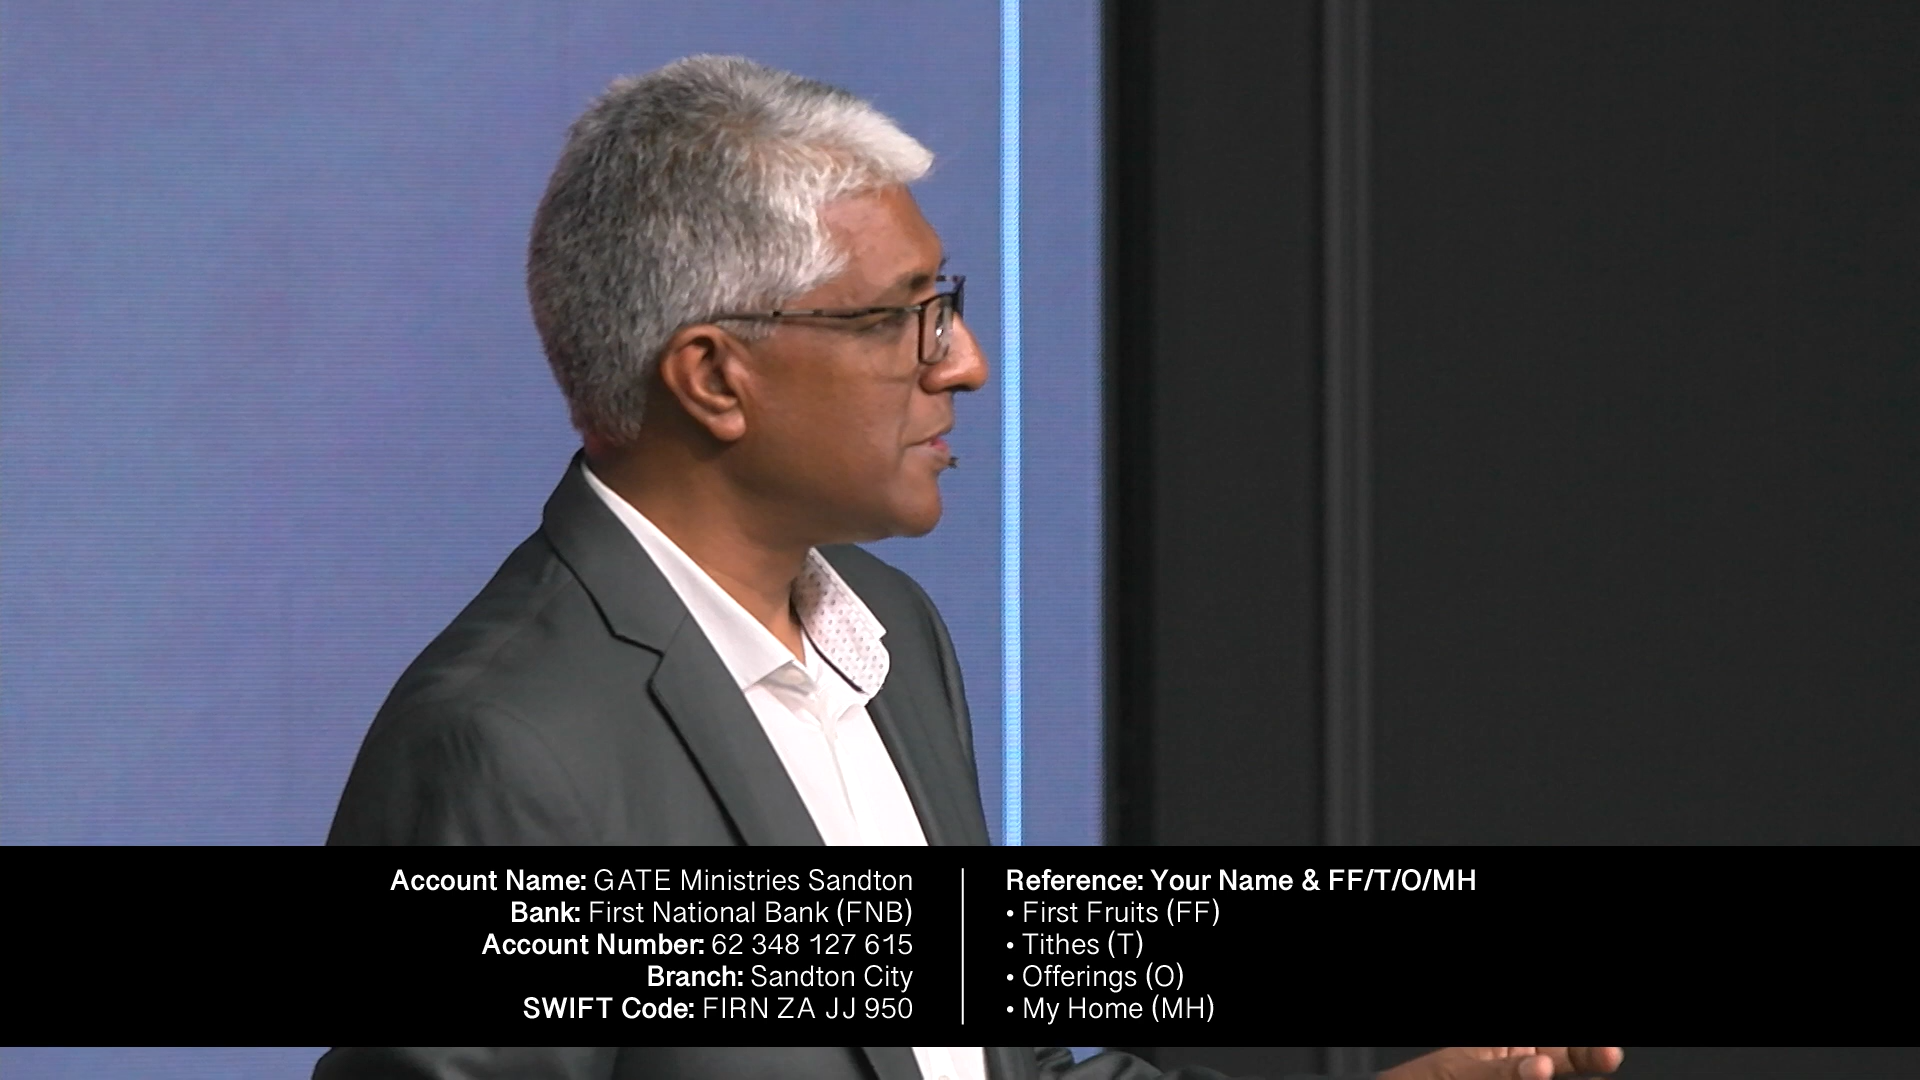 Account Name: GATE Ministries Sandton
Bank: First National Bank (FNB)
Account Number: 62 348 127 615
Branch: Sandton City
SWIFT Code: FIRN ZA JJ 950
Reference: Your Name & FF/T/O/MH
• First Fruits (FF)
• Tithes (T)
• Offerings (O)
• My Home (MH)